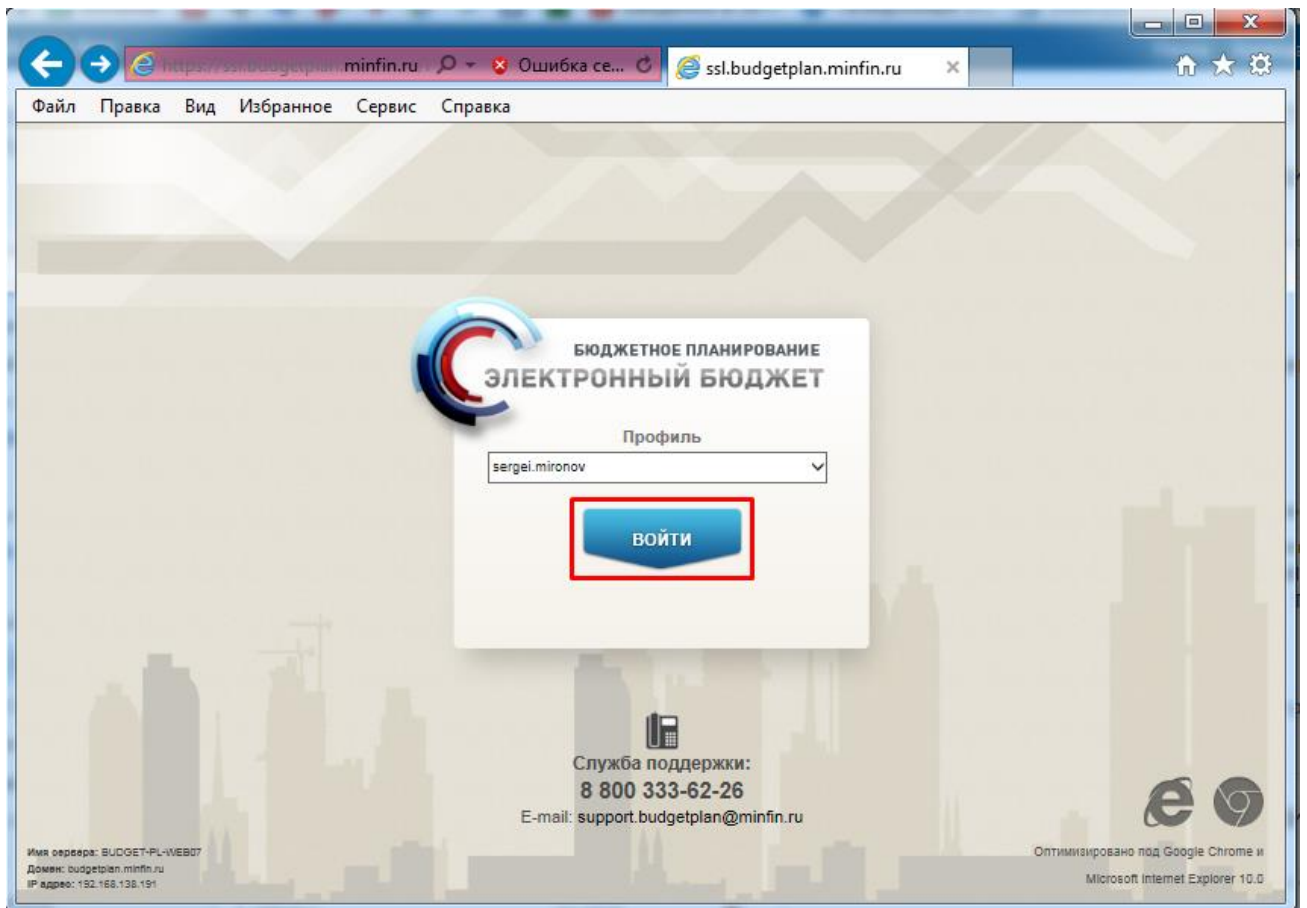 https://ssl.budgetplan.minfin.ru
Ошибка се...
ssl.budgetplan.minfin.ru
Файл Правка Вид Избранное Сервис Справка
БЮДЖЕТНОЕ ПЛАНИРОВАНИЕ
ЭЛЕКТРОННЫЙ БЮДЖЕТ
Профиль
sergei.mironov
ВОЙТИ
Служба поддержки:
8 800 333-62-26
E-mail: support.budgetplan@minfin.ru
Имя сервера: BUDGET-PL-WEB07
Домен: budgetplan.minfin.ru
IP адрес: 192.168.138.191
Оптимизировано под Google Chrome и
Microsoft Internet Explorer 10.0